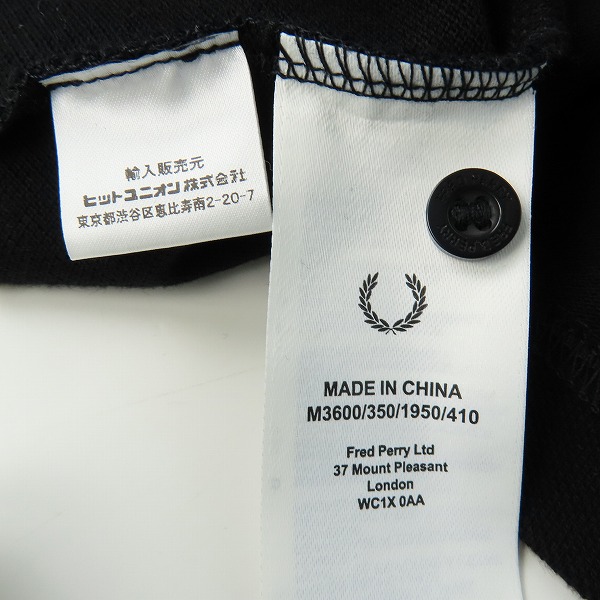 輸入販売元
ヒットユニオン株式会社
東京都渋谷区恵比寿南2-20-7
MADE IN CHINA
M3600/350/1950/410
Fred Perry Ltd
37 Mount Pleasant
London
WC1X 0AA